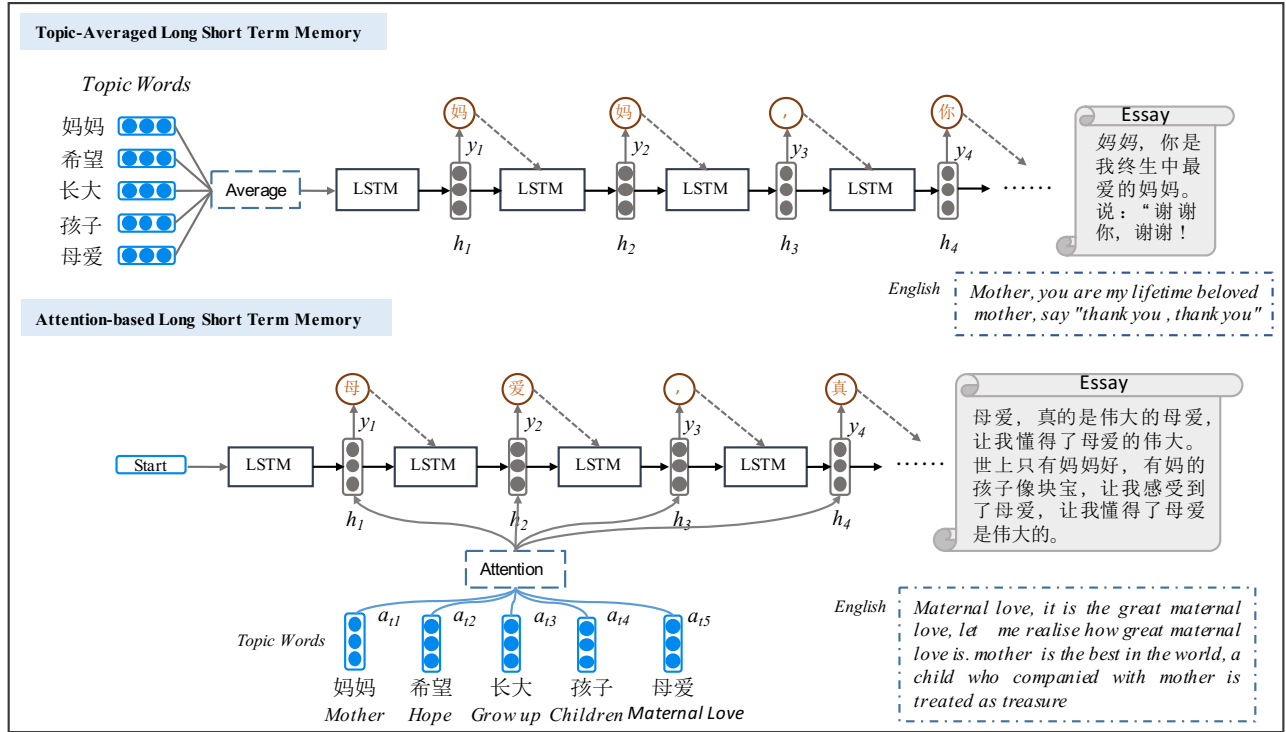 Topic-Averaged Long Short Term Memory
Topic Words
妈妈
希望
长大
孩子
母爱
Average
LSTM
LSTM
LSTM
LSTM
妈
妈
，
你
y1
y2
y3
y4
h1
h2
h3
h4
······
Essay
妈妈，你是
我终生中最
爱的妈妈。
说：“谢谢
你，谢谢！
English
Mother, you are my lifetime beloved
mother, say "thank you , thank you"
Attention-based Long Short Term Memory
Start
LSTM
LSTM
LSTM
LSTM
母
爱
，
真
y1
y2
y3
y4
h1
h2
h3
h4
······
Essay
母爱，真的是伟大的母爱，
让我懂得了母爱的伟大。
世上只有妈妈好，有妈的
孩子像块宝，让我感受到
了母爱，让我懂得了母爱
是伟大的。
Attention
at1
at2
at3
at4
at5
Topic Words
妈妈
希望
长大
孩子
母爱
Mother
Hope
Grow up
Children
Maternal Love
English
Maternal love, it is the great maternal
love, let me realise how great maternal
love is. mother is the best in the world, a
child who companied with mother is
treated as treasure